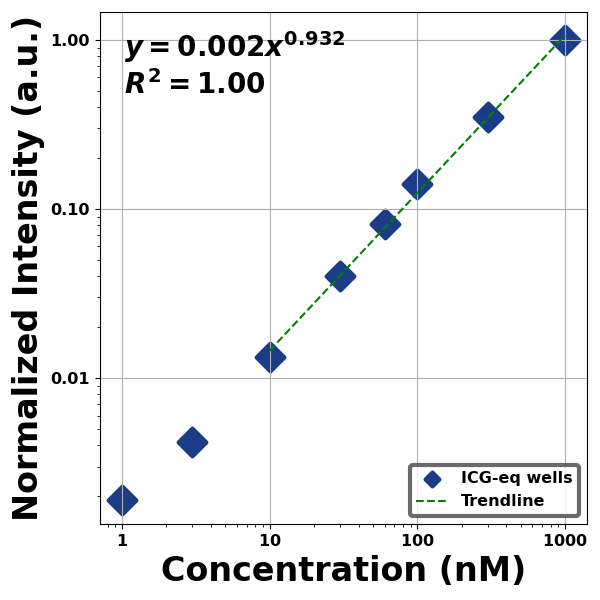 y = 0.002x^0.932
R² = 1.00
Normalized Intensity (a.u.)
1.00
0.10
0.01
ICG-eq wells
Trendline
1 10 100 1000
Concentration (nM)